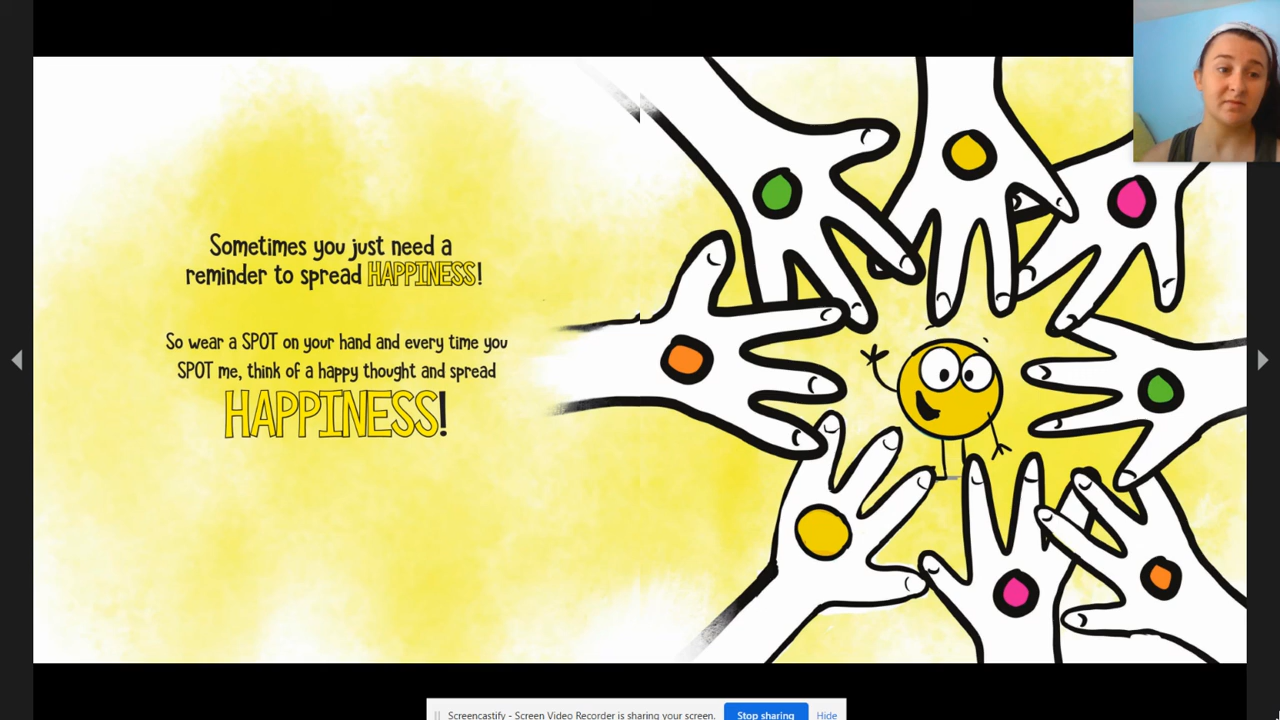 Sometimes you just need a
reminder to spread HAPPINESS!
So wear a SPOT on your hand and every time you
SPOT me, think of a happy thought and spread
HAPPINESS!
Screencastify - Screen Video Recorder is sharing your screen.
Stop sharing
Hide